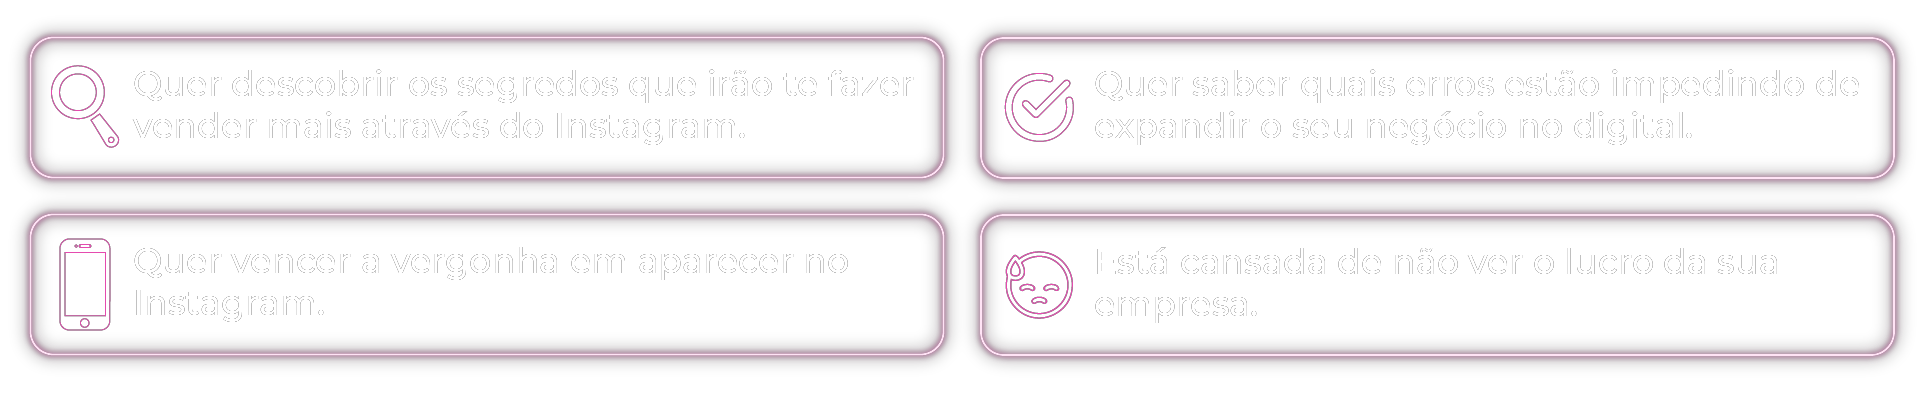 Quer descobrir os segredos que irão te fazer
vender mais através do Instagram.
Quer saber quais erros estão impedindo de
expandir o seu negócio no digital.
Quer vencer a vergonha em aparecer no
Instagram.
Está cansada de não ver o lucro da sua
empresa.